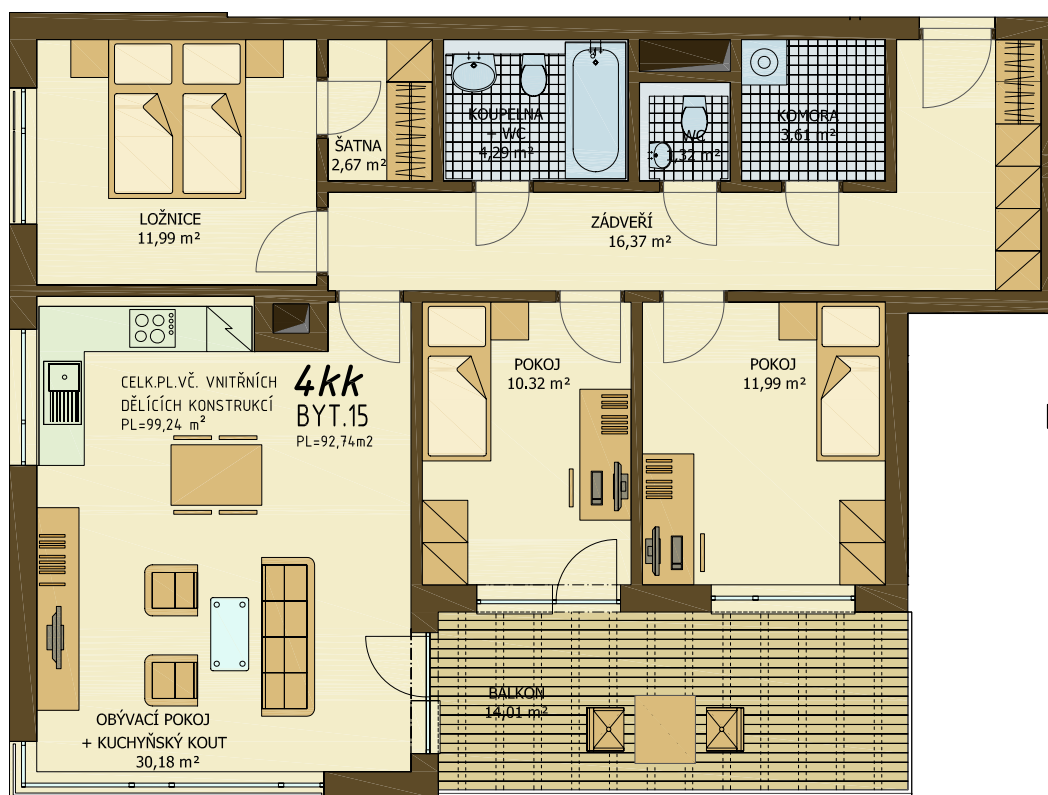 KOUPELNA
+ WC
4,29 m²
WC
1,32 m²
KOMORA
3,61 m²
ŠATNA
2,67 m²
LOŽNICE
11,99 m²
ZÁDVEŘÍ
16,37 m²
CELK.PL.VČ. VNITŘNÍCH
DĚLÍCÍCH KONSTRUKCÍ
PL=99,24 m²
4kk
BYT.15
PL=92,74m2
POKOJ
10.32 m²
POKOJ
11,99 m²
BALKON
14,01 m²
OBÝVACÍ POKOJ
+ KUCHYŇSKÝ KOUT
30,18 m²